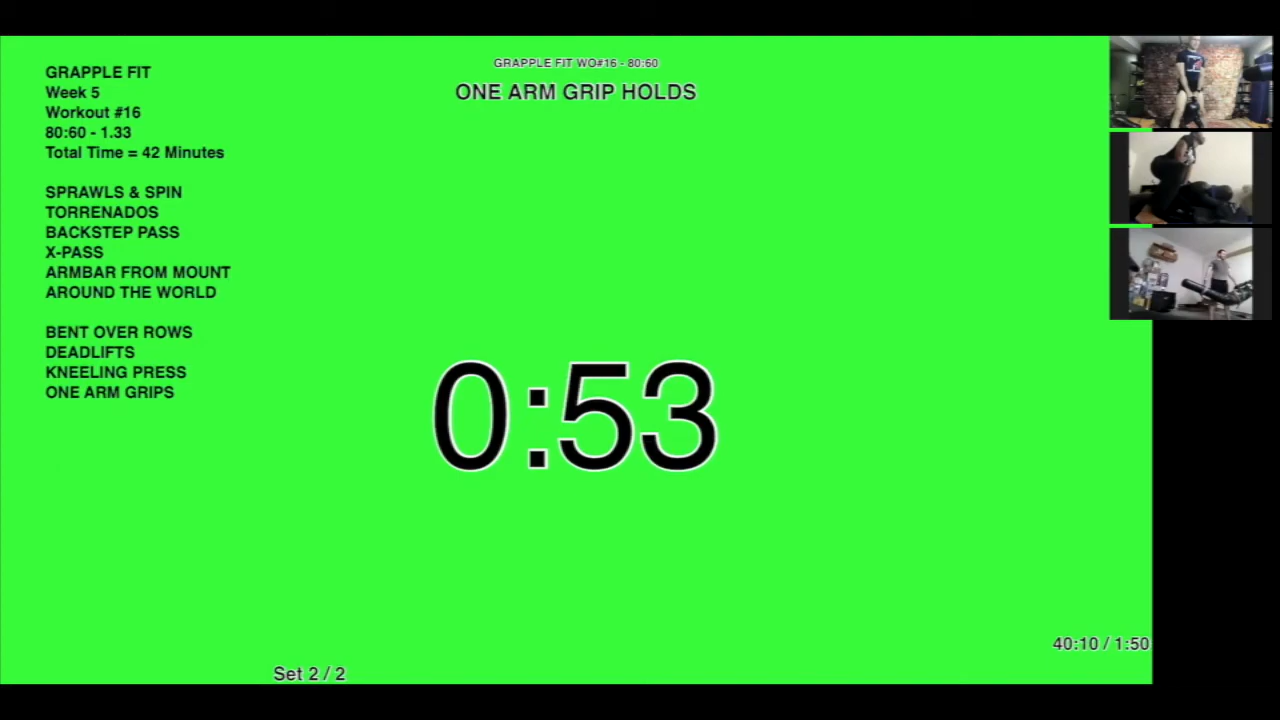 GRAPPLE FIT WO#16 - 80:60
ONE ARM GRIP HOLDS
GRAPPLE FIT
Week 5
Workout #16
80:60 - 1.33
Total Time = 42 Minutes
SPRAWLS & SPIN
TORRENADOS
BACKSTEP PASS
X-PASS
ARMBAR FROM MOUNT
AROUND THE WORLD
BENT OVER ROWS
DEADLIFTS
KNEELING PRESS
ONE ARM GRIPS
0:53
40:10 / 1:50
Set 2 / 2